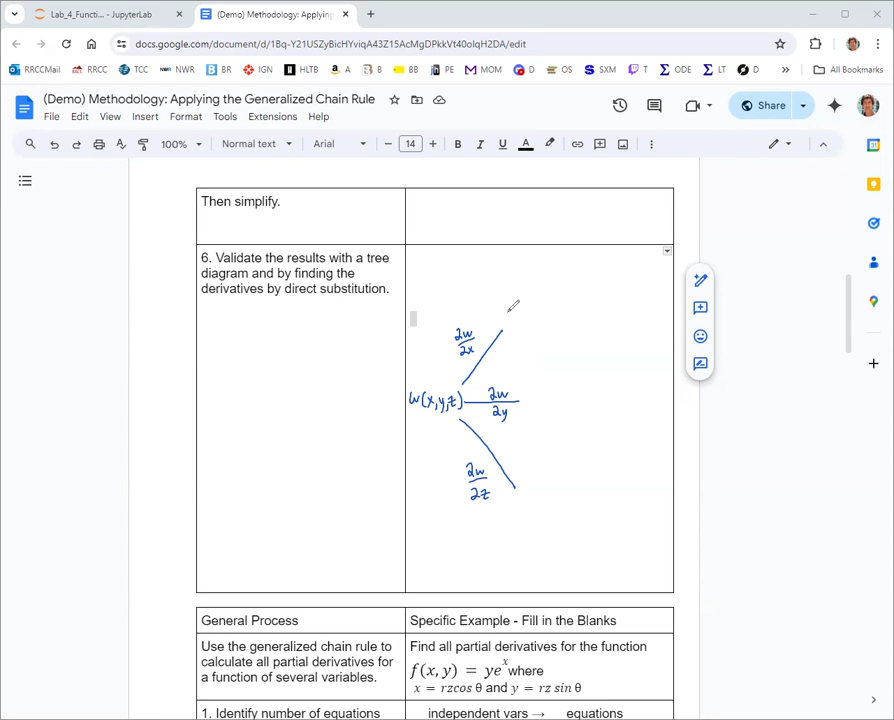 Lab_4_Functi... - JupyterLab
(Demo) Methodology: Applying
docs.google.com/document/d/1Bq-Y21USZyBicHYviqA43Z15AcMgDPkkVt40olqH2DA/edit
RRCCMail RRCC TCC NWR BR IGN HLTB A B BB PE MOM D OS SXM T ODE LT D All Bookmarks
(Demo) Methodology: Applying the Generalized Chain Rule
File Edit View Insert Format Tools Extensions Help
Share
100% Normal text Arial 14 B I U A
Then simplify.
6. Validate the results with a tree
diagram and by finding the
derivatives by direct substitution.
∂w
∂x
w(x,y,z)
∂w
∂y
∂w
∂z
General Process
Specific Example - Fill in the Blanks
Use the generalized chain rule to
calculate all partial derivatives for
a function of several variables.
Find all partial derivatives for the function
f(x, y) = ye^x where
x = rzcos θ and y = rz sin θ
1. Identify number of equations
independent vars → equations